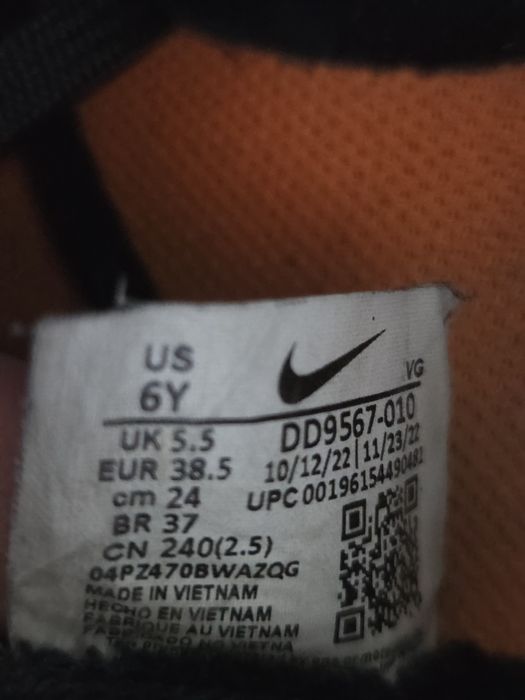 US
6Y
VG
UK 5.5
DD9567-010
EUR 38.5
10/12/22 | 11/23/22
cm 24
UPC 00196154490482
BR 37
CN 240(2.5)
04PZ470BWAZQG
MADE IN VIETNAM
HECHO EN VIETNAM
FABRIQUE AU VIETNAM